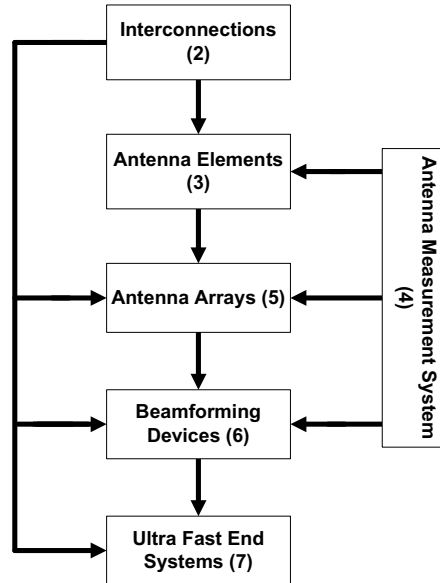 Interconnections
(2)
Antenna Elements
(3)
Antenna Measurement System
(4)
Antenna Arrays (5)
Beamforming
Devices (6)
Ultra Fast End
Systems (7)